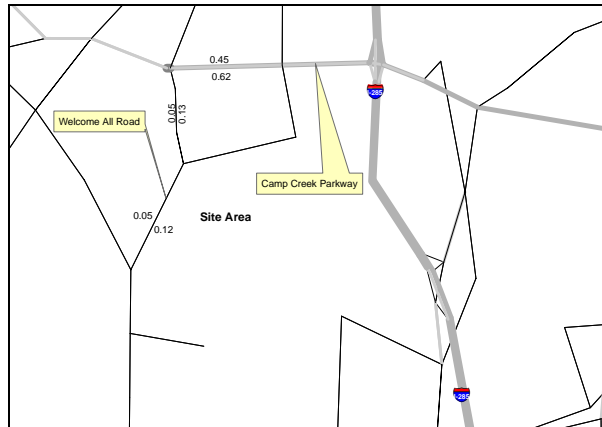 0.45
0.62
0.05
0.13
I-285
Welcome All Road
Camp Creek Parkway
0.05
0.12
Site Area
I-285